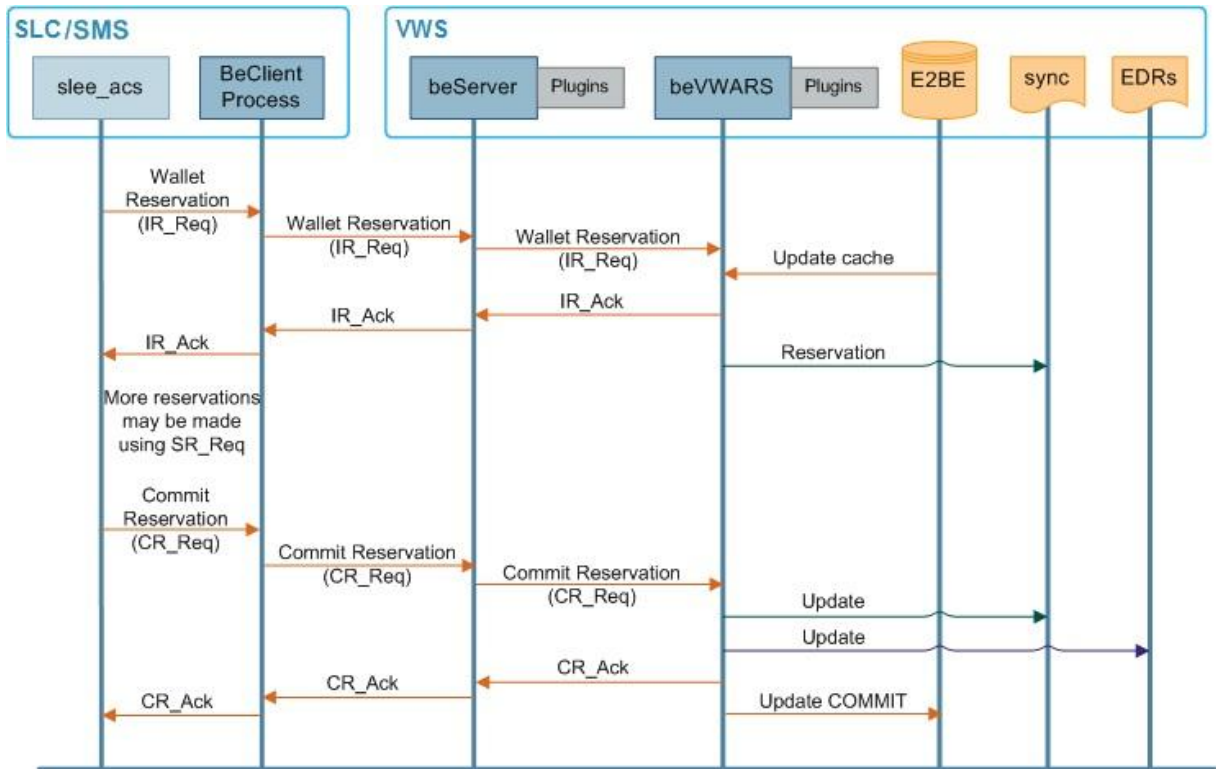 SLC/SMS
VWS
slee_acs
BeClient
Process
beServer
Plugins
beVWARS
Plugins
E2BE
sync
EDRs
Wallet
Reservation
(IR_Req)
Wallet Reservation
(IR_Req)
Wallet Reservation
(IR_Req)
Update cache
IR_Ack
IR_Ack
IR_Ack
Reservation
More reservations
may be made
using SR_Req
Commit
Reservation
(CR_Req)
Commit Reservation
(CR_Req)
Commit Reservation
(CR_Req)
Update
Update
CR_Ack
CR_Ack
CR_Ack
Update COMMIT